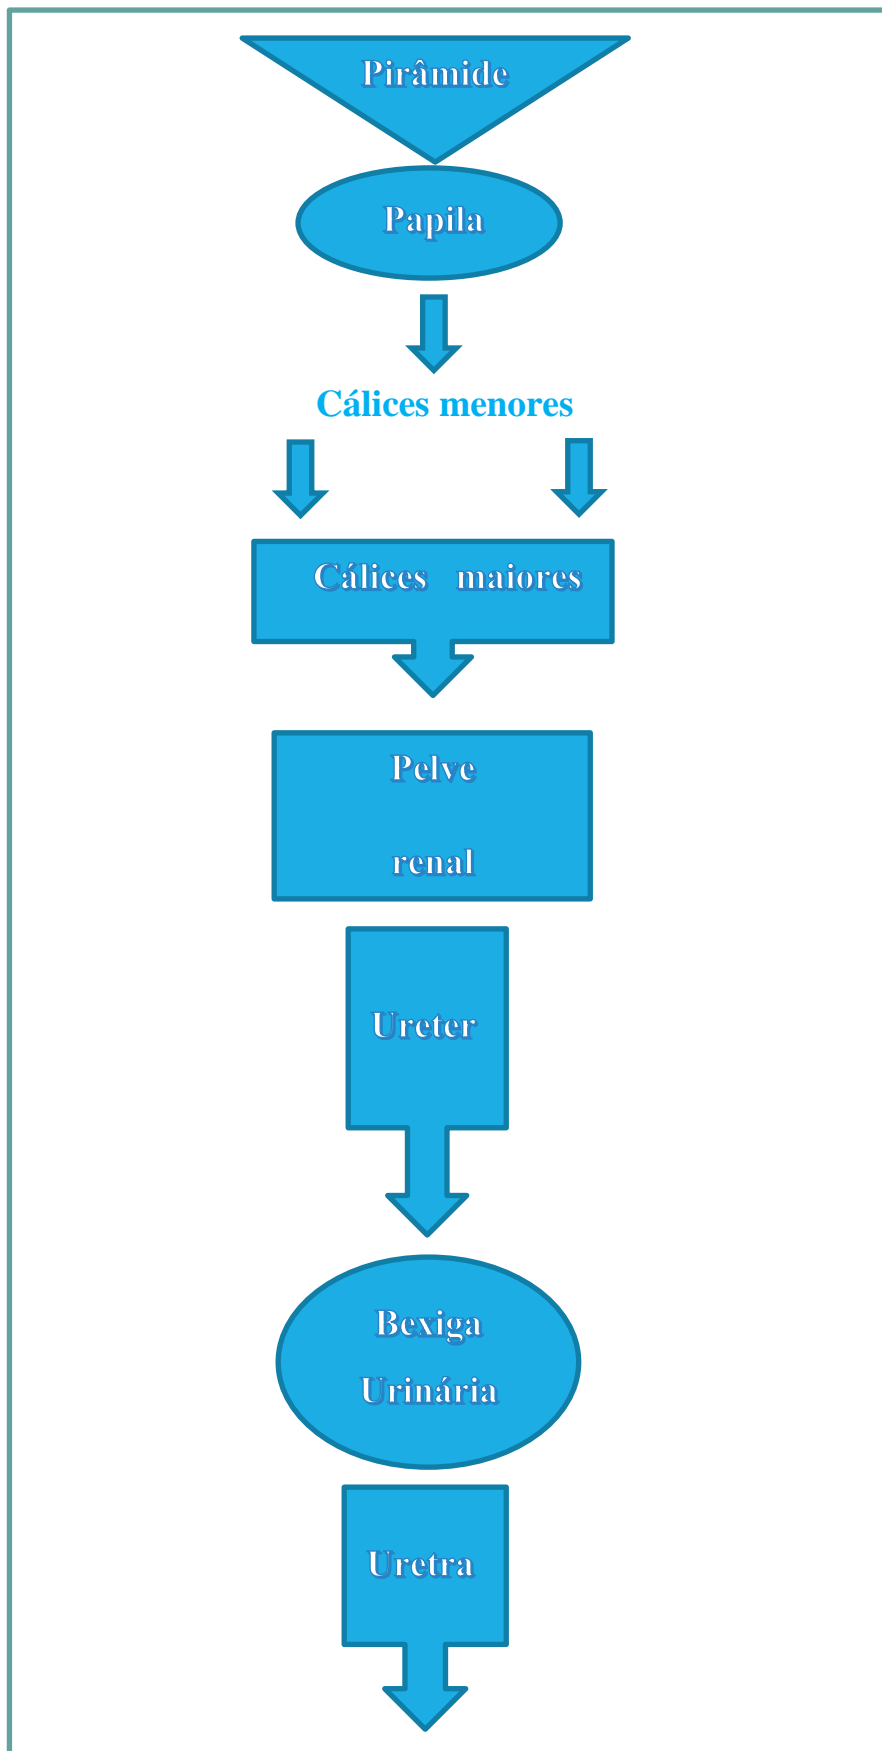 Pirâmide
Papila
Cálices menores
Cálices maiores
Pelve
renal
Ureter
Bexiga
Urinária
Uretra